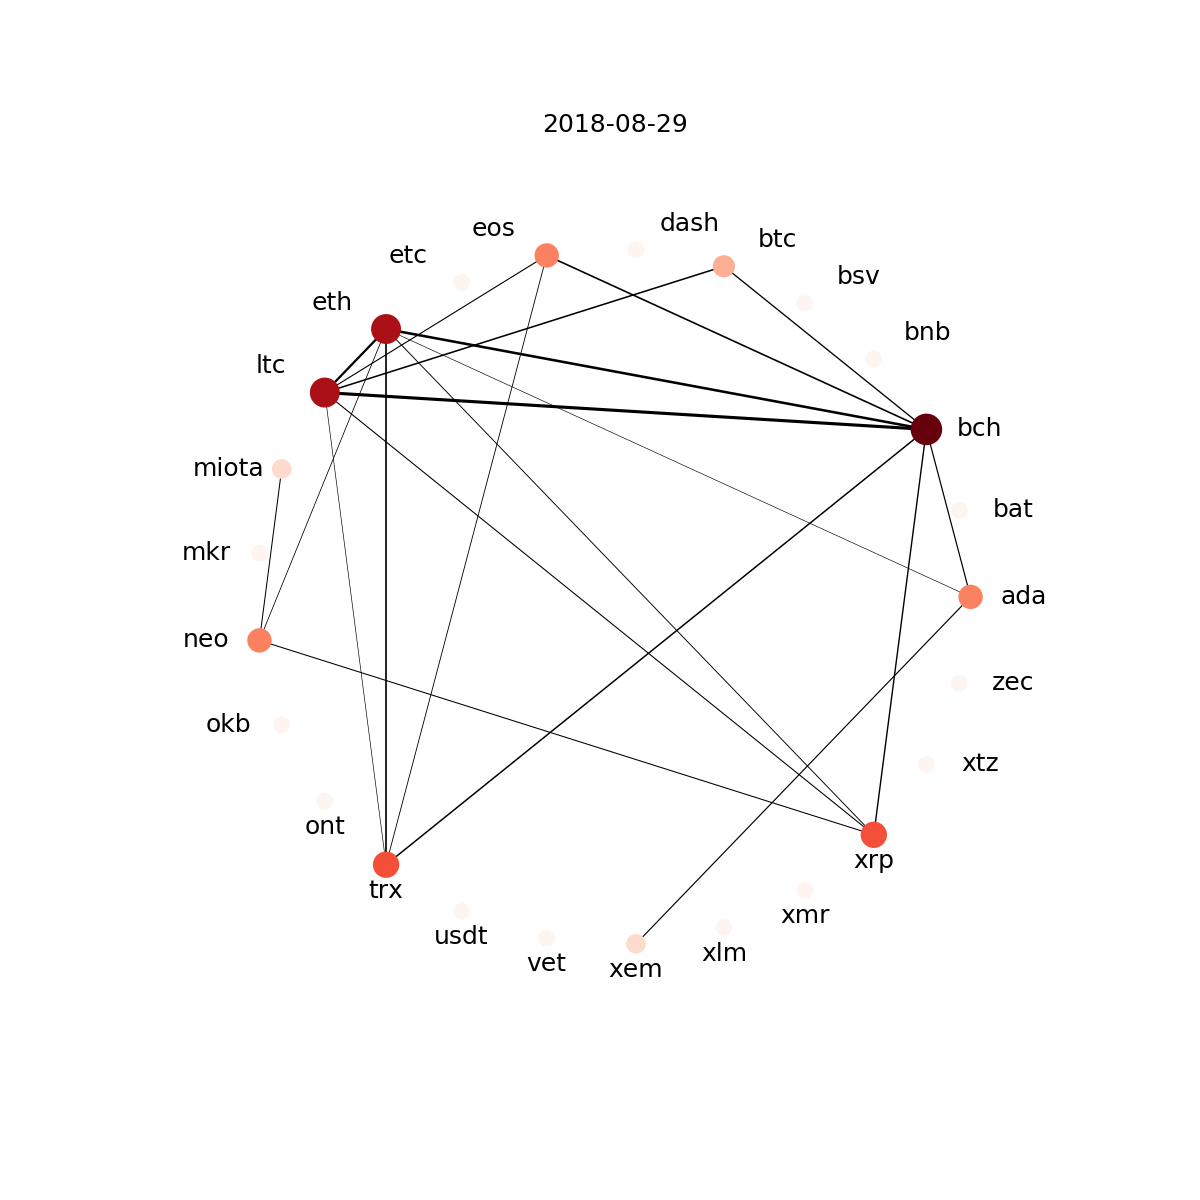 2018-08-29
dash
eos
btc
etc
bsv
eth
bnb
ltc
bch
miota
bat
mkr
ada
neo
zec
okb
xtz
ont
xrp
trx
xmr
usdt
xlm
vet
xem